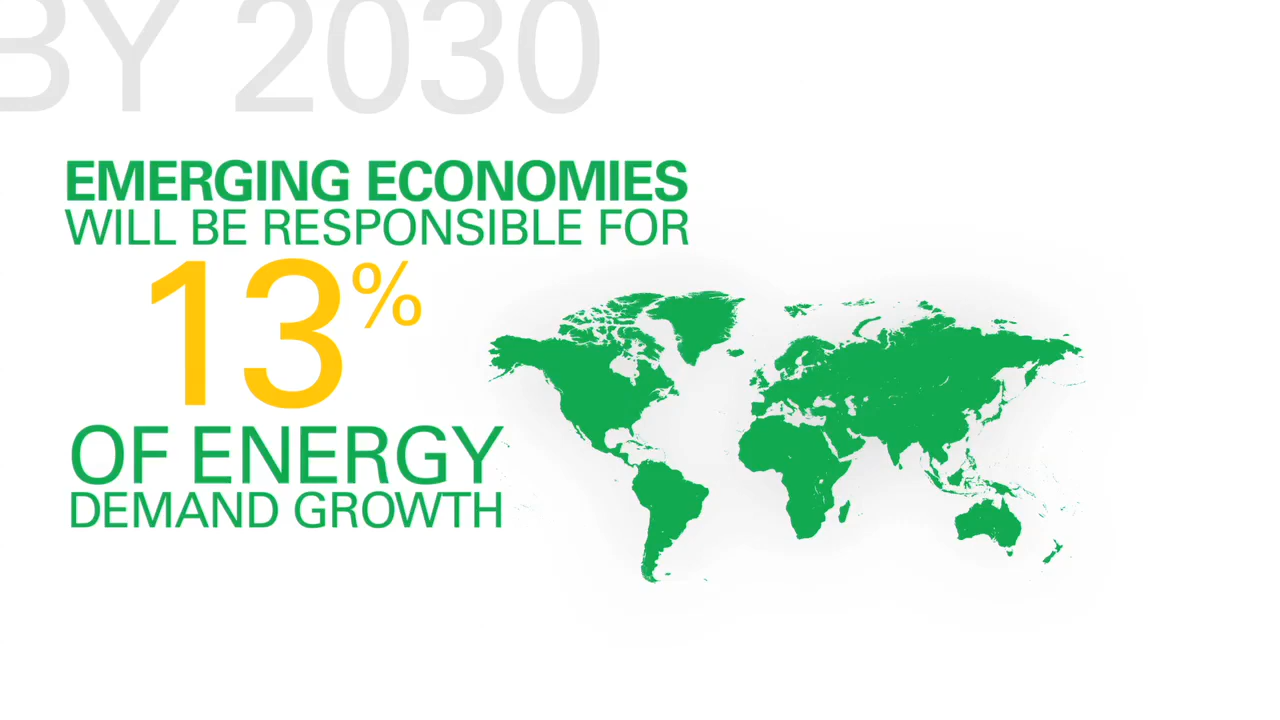 BY 2030
EMERGING ECONOMIES
WILL BE RESPONSIBLE FOR
13%
OF ENERGY
DEMAND GROWTH